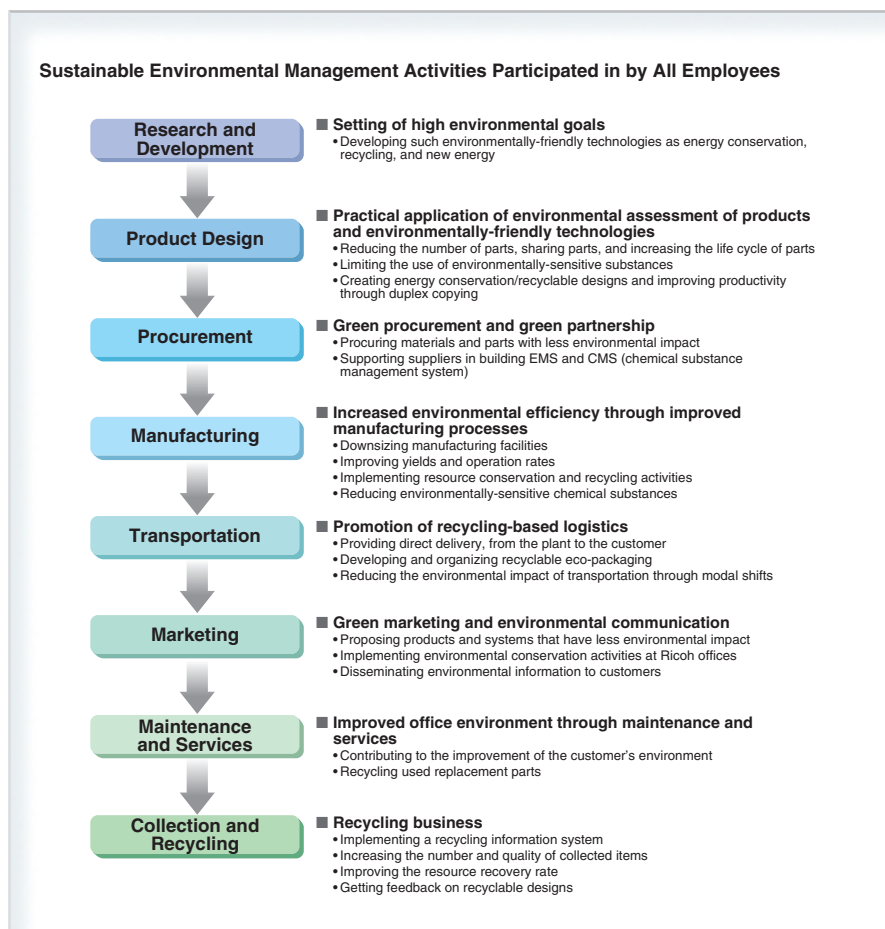 Sustainable Environmental Management Activities Participated in by All Employees
Research and
Development
■ Setting of high environmental goals
• Developing such environmentally-friendly technologies as energy conservation,
recycling, and new energy
Product Design
■ Practical application of environmental assessment of products
and environmentally-friendly technologies
• Reducing the number of parts, sharing parts, and increasing the life cycle of parts
• Limiting the use of environmentally-sensitive substances
• Creating energy conservation/recyclable designs and improving productivity
through duplex copying
Procurement
■ Green procurement and green partnership
• Procuring materials and parts with less environmental impact
• Supporting suppliers in building EMS and CMS (chemical substance
management system)
Manufacturing
■ Increased environmental efficiency through improved
manufacturing processes
• Downsizing manufacturing facilities
• Improving yields and operation rates
• Implementing resource conservation and recycling activities
• Reducing environmentally-sensitive chemical substances
Transportation
■ Promotion of recycling-based logistics
• Providing direct delivery, from the plant to the customer
• Developing and organizing recyclable eco-packaging
• Reducing the environmental impact of transportation through modal shifts
Marketing
■ Green marketing and environmental communication
• Proposing products and systems that have less environmental impact
• Implementing environmental conservation activities at Ricoh offices
• Disseminating environmental information to customers
Maintenance
and Services
■ Improved office environment through maintenance and
services
• Contributing to the improvement of the customer's environment
• Recycling used replacement parts
Collection and
Recycling
■ Recycling business
• Implementing a recycling information system
• Increasing the number and quality of collected items
• Improving the resource recovery rate
• Getting feedback on recyclable designs